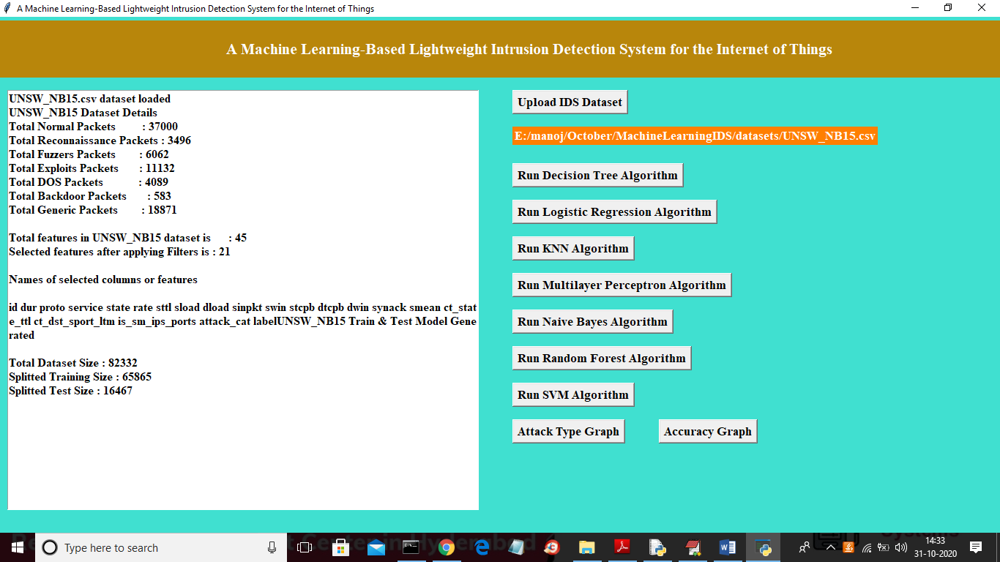 A Machine Learning-Based Lightweight Intrusion Detection System for the Internet of Things
A Machine Learning-Based Lightweight Intrusion Detection System for the Internet of Things
UNSW_NB15.csv dataset loaded
UNSW_NB15 Dataset Details
Total Normal Packets : 37000
Total Reconnaissance Packets : 3496
Total Fuzzers Packets : 6062
Total Exploits Packets : 11132
Total DOS Packets : 4089
Total Backdoor Packets : 583
Total Generic Packets : 18871
Total features in UNSW_NB15 dataset is : 45
Selected features after applying Filters is : 21
Names of selected columns or features
id dur proto service state rate sttl sload dload sinpkt swin stcpb dtcpb dwin synack smean ct_stat
e_ttl ct_dst_sport_ltm is_sm_ips_ports attack_cat labelUNSW_NB15 Train & Test Model Gene
rated
Total Dataset Size : 82332
Splitted Training Size : 65865
Splitted Test Size : 16467
Upload IDS Dataset
E:/manoj/October/MachineLearningIDS/datasets/UNSW_NB15.csv
Run Decision Tree Algorithm
Run Logistic Regression Algorithm
Run KNN Algorithm
Run Multilayer Perceptron Algorithm
Run Naive Bayes Algorithm
Run Random Forest Algorithm
Run SVM Algorithm
Attack Type Graph
Accuracy Graph
Type here to search
14:33
31-10-2020